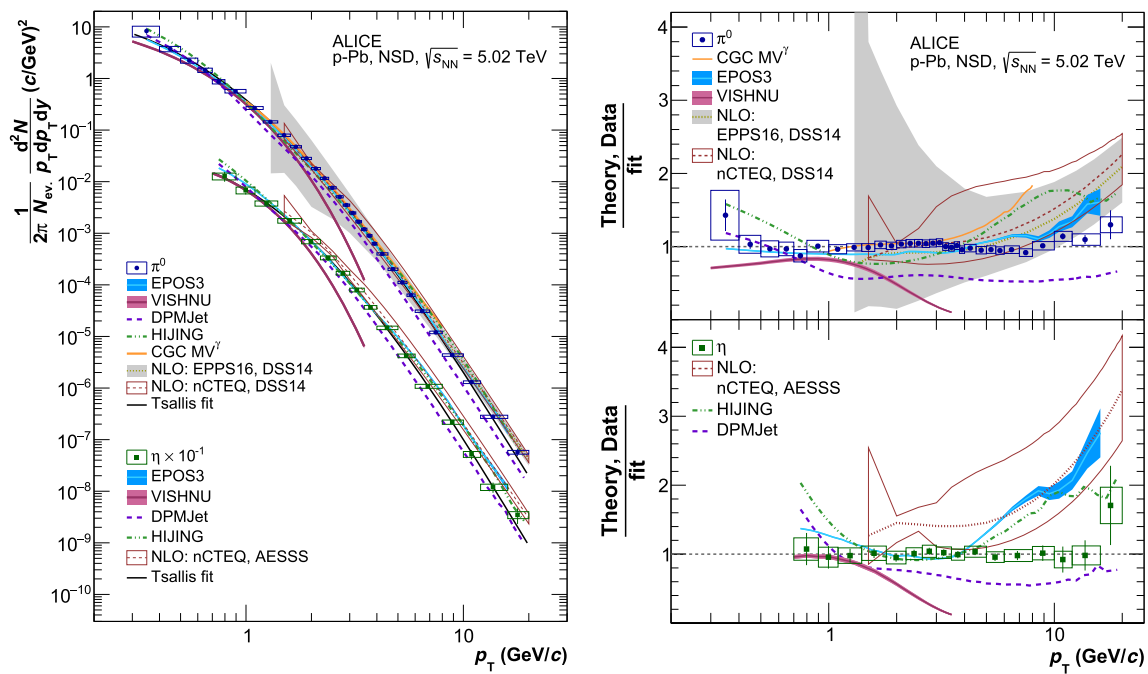 1/(2π N_ev.) d²N/(p_T dp_T dy) (c/GeV)²
10
1
10⁻¹
10⁻²
10⁻³
10⁻⁴
10⁻⁵
10⁻⁶
10⁻⁷
10⁻⁸
10⁻⁹
10⁻¹⁰
ALICE
p-Pb, NSD, √s_NN = 5.02 TeV
π⁰
EPOS3
VISHNU
DPMJet
HIJING
CGC MV^γ
NLO: EPPS16, DSS14
NLO: nCTEQ, DSS14
Tsallis fit
η × 10⁻¹
EPOS3
VISHNU
DPMJet
HIJING
NLO: nCTEQ, AESSS
Tsallis fit
1 10
p_T (GeV/c)
Theory, Data
fit
4
3
2
1
π⁰
CGC MV^γ
EPOS3
VISHNU
NLO:
EPPS16, DSS14
NLO:
nCTEQ, DSS14
ALICE
p-Pb, NSD, √s_NN = 5.02 TeV
Theory, Data
fit
4
3
2
1
η
NLO:
nCTEQ, AESSS
HIJING
DPMJet
1 10
p_T (GeV/c)